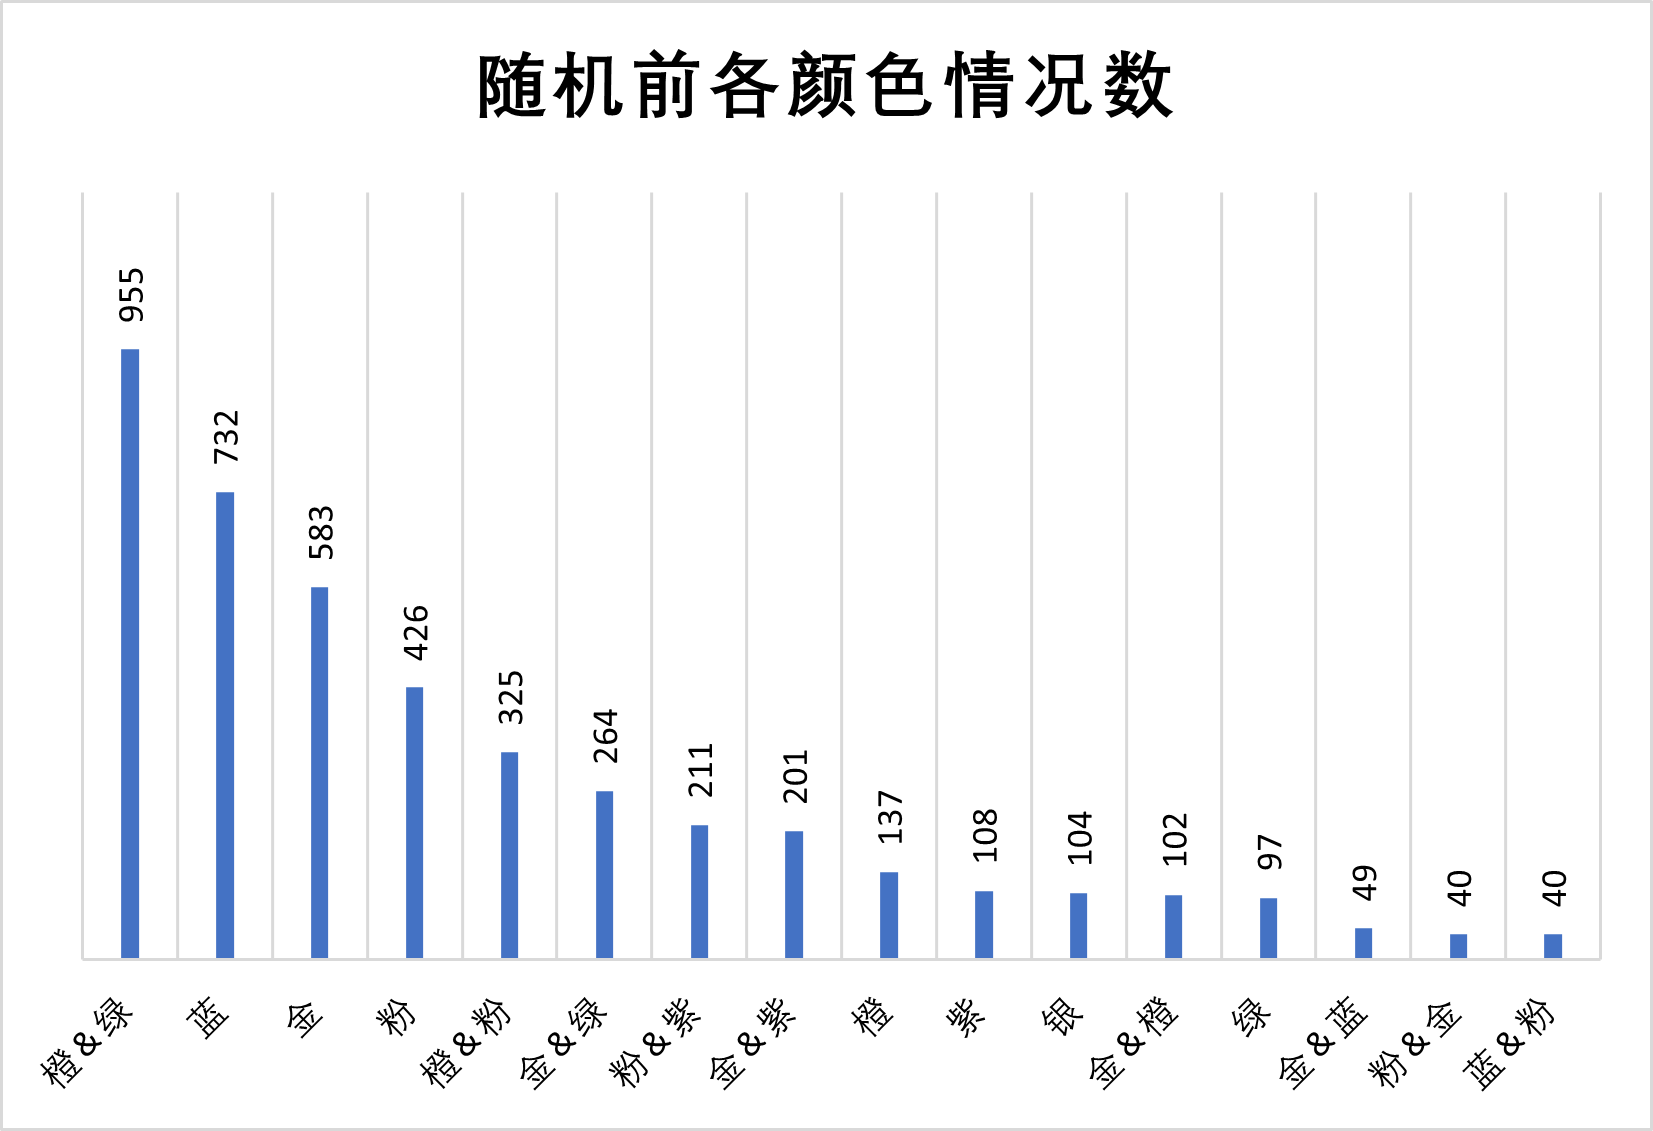 随机前各颜色情况数
955
732
583
426
325
264
211
201
137
108
104
102
97
49
40
40
橙&绿
蓝
金
粉
橙&粉
金&绿
粉&紫
金&紫
橙
紫
银
金&橙
绿
金&蓝
粉&金
蓝&粉